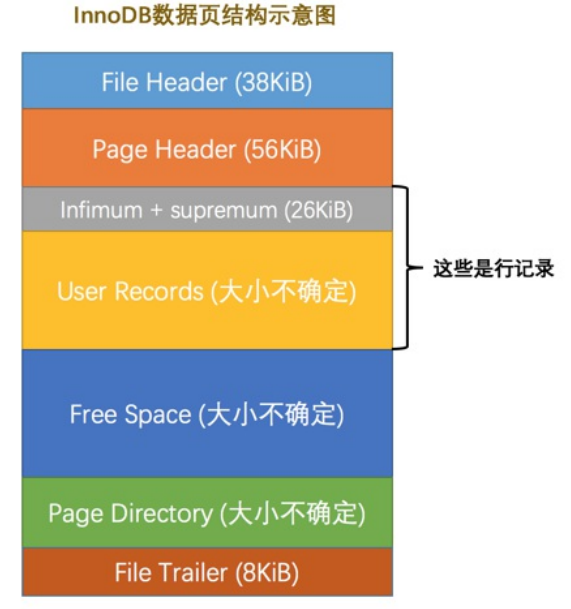 InnoDB数据页结构示意图
File Header (38KiB)
Page Header (56KiB)
Infimum + supremum (26KiB)
User Records (大小不确定)
这些是行记录
Free Space (大小不确定)
Page Directory (大小不确定)
File Trailer (8KiB)